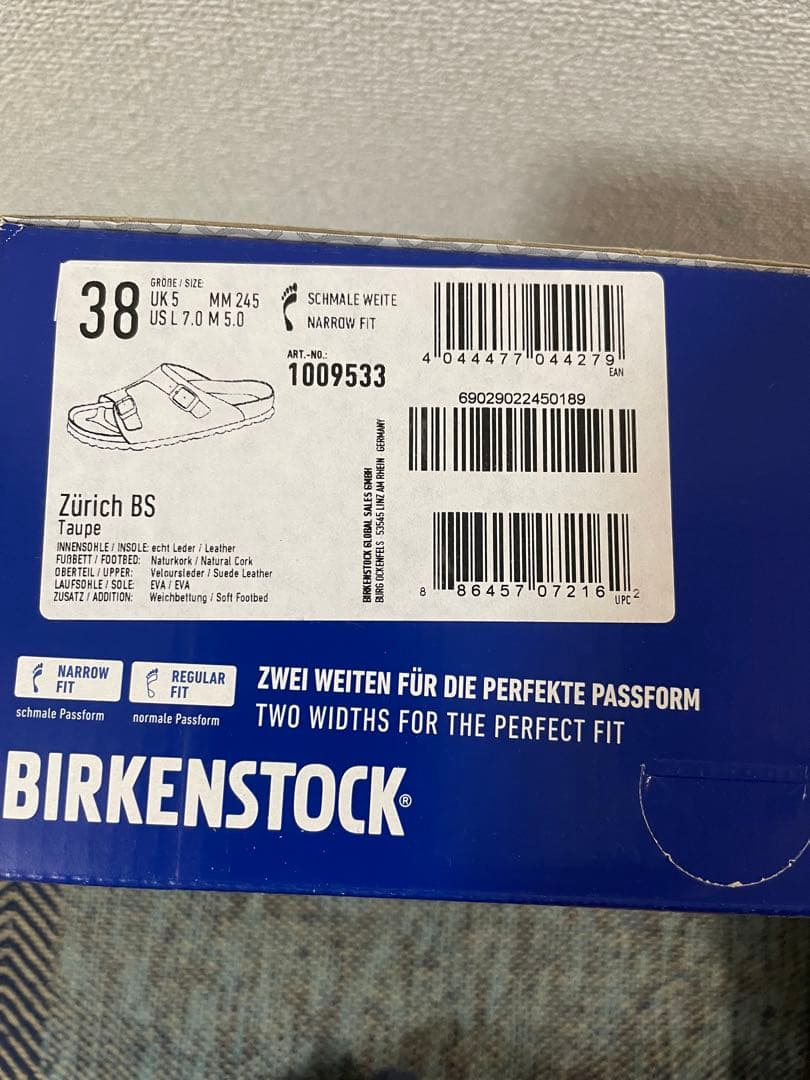 38
GRÖßE / SIZE:
UK 5 MM 245
US L 7.0 M 5.0
SCHMALE WEITE
NARROW FIT
ART.-NO.:
1009533
4 044477 044279
EAN
69029022450189
8 86457 07216 2
UPC
BIRKENSTOCK GLOBAL SALES GMBH
BURG OCKENFELS 53545 LINZ AM RHEIN GERMANY
Zürich BS
Taupe
INNENSOHLE / INSOLE: echt Leder / Leather
FUßBETT / FOOTBED: Naturkork / Natural Cork
OBERTEIL / UPPER: Veloursleder / Suede Leather
LAUFSOHLE / SOLE: EVA / EVA
ZUSATZ / ADDITION: Weichbettung / Soft Footbed
NARROW
FIT
schmale Passform
REGULAR
FIT
normale Passform
ZWEI WEITEN FÜR DIE PERFEKTE PASSFORM
TWO WIDTHS FOR THE PERFECT FIT
BIRKENSTOCK®